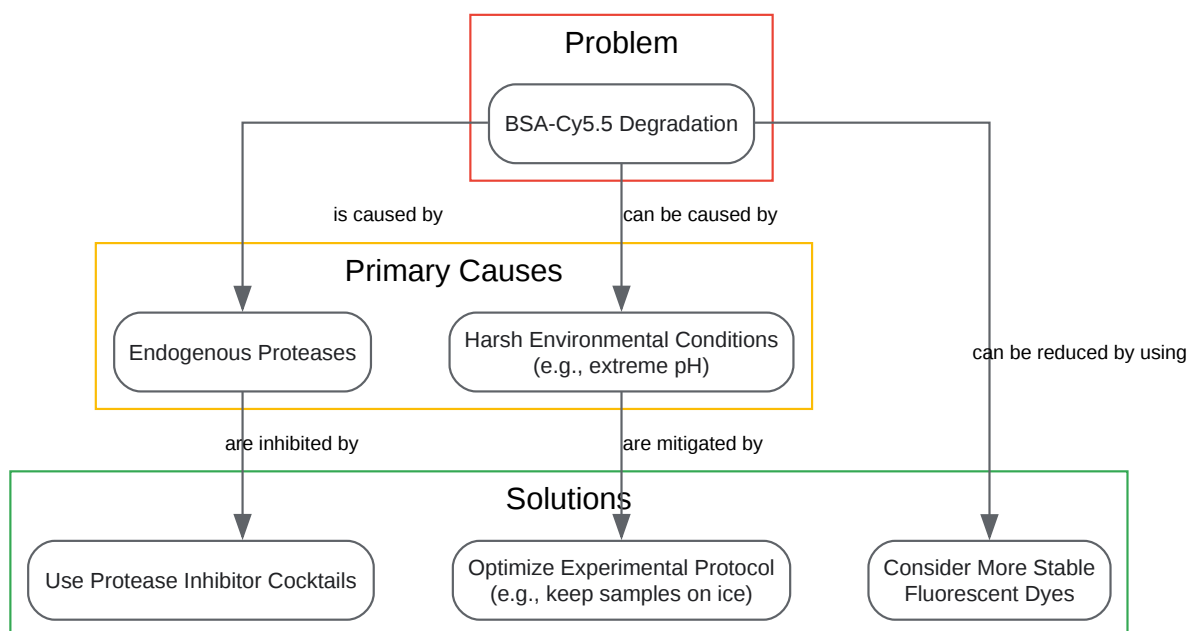 Problem
BSA-Cy5.5 Degradation
is caused by
can be caused by
Primary Causes
Endogenous Proteases
Harsh Environmental Conditions
(e.g., extreme pH)
can be reduced by using
are inhibited by
are mitigated by
Solutions
Use Protease Inhibitor Cocktails
Optimize Experimental Protocol
(e.g., keep samples on ice)
Consider More Stable
Fluorescent Dyes